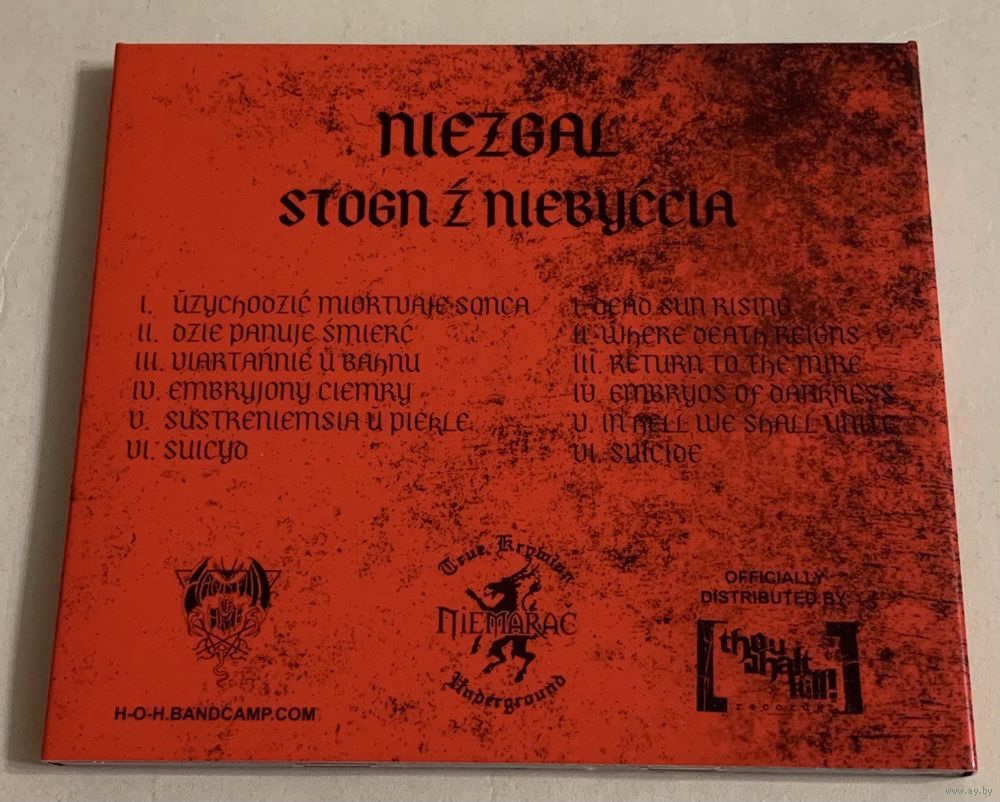 NIEZGAL
STOGN Ź NIEBYĆCIA
I. ŬZYCHODZIĆ MIORTVAJE SONCA
II. DZIE PANUJE ŚMIERĆ
III. VIARTAŃNIE Ŭ BAHNU
IV. EMBRYJONY CIEMRY
V. SUSTRENIEMSIA Ŭ PIEKLE
VI. SUICYD
I. DEAD SUN RISING
II. WHERE DEATH REIGNS
III. RETURN TO THE MIRE
IV. EMBRYOS OF DARKNESS
V. IN HELL WE SHALL UNITE
VI. SUICIDE
H-O-H.BANDCAMP.COM
True Krywian
NIEMARAČ
Underground
OFFICIALLY
DISTRIBUTED BY
[thou
shalt
kill!]
records
www.ay.by